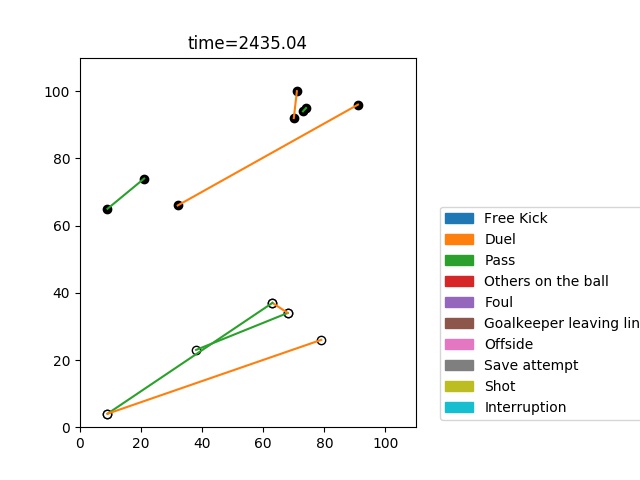 time=2435.04
100
80
60
40
20
0
0 20 40 60 80 100
Free Kick
Duel
Pass
Others on the ball
Foul
Goalkeeper leaving lin
Offside
Save attempt
Shot
Interruption